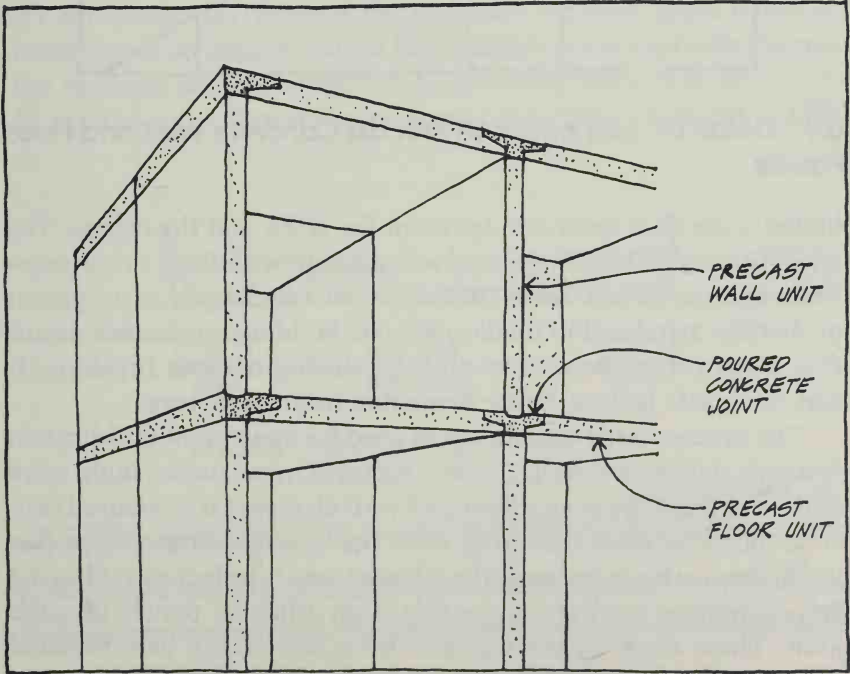 PRECAST
WALL UNIT
POURED
CONCRETE
JOINT
PRECAST
FLOOR UNIT